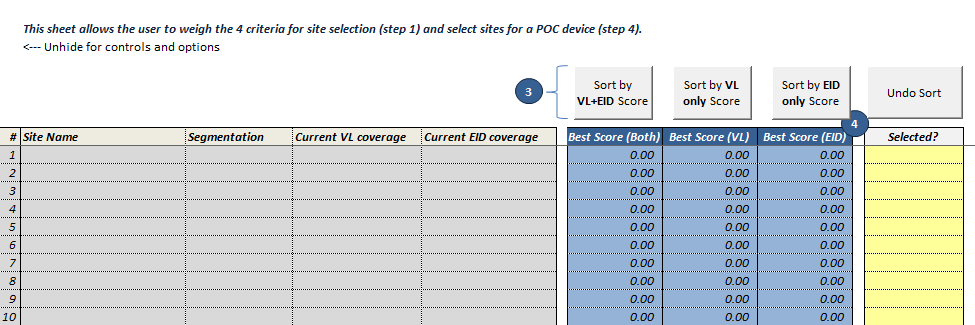 This sheet allows the user to weigh the 4 criteria for site selection (step 1) and select sites for a POC device (step 4).
<--- Unhide for controls and options
3
Sort by
VL+EID Score
Sort by VL
only Score
Sort by EID
only Score
Undo Sort
4
# Site Name Segmentation Current VL coverage Current EID coverage Best Score (Both) Best Score (VL) Best Score (EID) Selected?
1 0.00 0.00 0.00
2 0.00 0.00 0.00
3 0.00 0.00 0.00
4 0.00 0.00 0.00
5 0.00 0.00 0.00
6 0.00 0.00 0.00
7 0.00 0.00 0.00
8 0.00 0.00 0.00
9 0.00 0.00 0.00
10 0.00 0.00 0.00